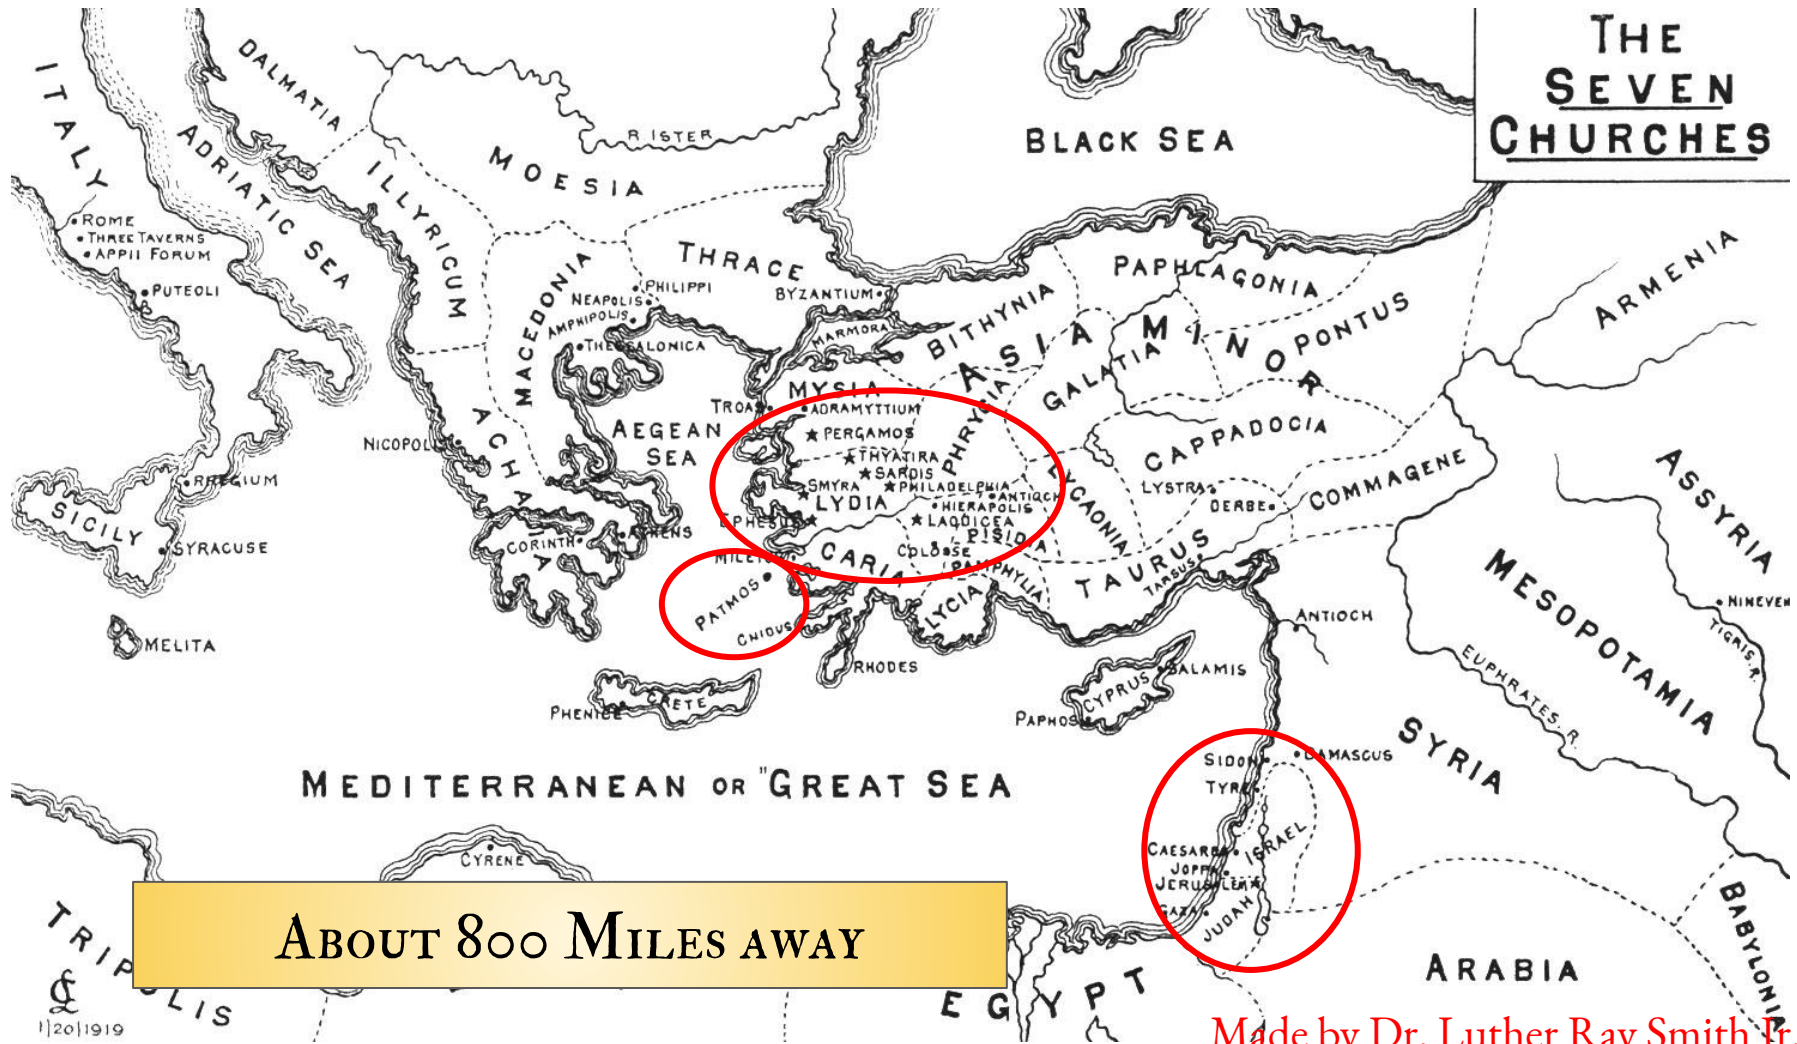 THE
SEVEN
CHURCHES
ITALY
DALMATIA
ADRIATIC SEA
ILLYRICUM
MOESIA
R. ISTER
BLACK SEA
ROME
THREE TAVERNS
APPII FORUM
PUTEOLI
MACEDONIA
THRACE
PHILIPPI
NEAPOLIS
AMPHIPOLIS
THESSALONICA
BYZANTIUM
MARMORA
BITHYNIA
PAPHLAGONIA
PONTUS
ARMENIA
ASIA MINOR
GALATIA
PHRYGIA
MYSIA
TROAS
ADRAMYTTIUM
PERGAMOS
THYATIRA
SARDIS
SMYRA
PHILADELPHIA
ANTIOCH
LYDIA
HIERAPOLIS
EPHESUS
LAODICEA
PISIDIA
COLOSSE
MILETUS
CARIA
PAMPHYLIA
LYCIA
LYCAONIA
CAPPADOCIA
LYSTRA
DERBE
COMMAGENE
TAURUS
TARSUS
ASSYRIA
AEGEAN
SEA
ACHAIA
NICOPOLIS
CORINTH
ATHENS
RHEGIUM
SICILY
SYRACUSE
MELITA
PATMOS
CNIDUS
RHODES
CRETE
PHENICE
CYPRUS
SALAMIS
PAPHOS
ANTIOCH
MESOPOTAMIA
NINEVEH
TIGRIS. R.
EUPHRATES. R.
SYRIA
MEDITERRANEAN OR "GREAT SEA
SIDON
DAMASCUS
TYRE
CAESAREA
ISRAEL
JOPPA
JERUSALEM
GAZA
JUDAH
CYRENE
About 800 Miles away
TRIPOLIS
EGYPT
ARABIA
BABYLONIA
1|20|1919
Made by Dr. Luther Ray Smith Jr.